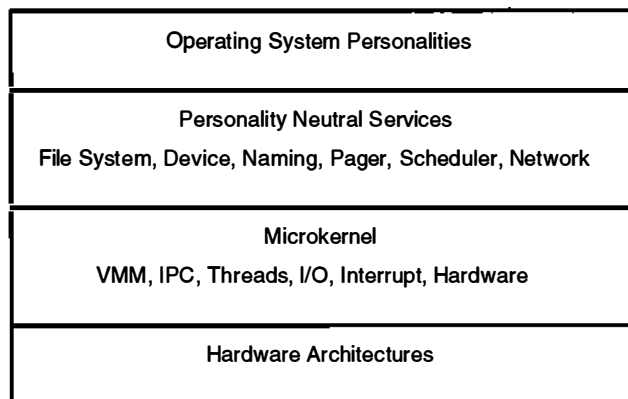 Operating System Personalities
Personality Neutral Services
File System, Device, Naming, Pager, Scheduler, Network
Microkernel
VMM, IPC, Threads, I/O, Interrupt, Hardware
Hardware Architectures